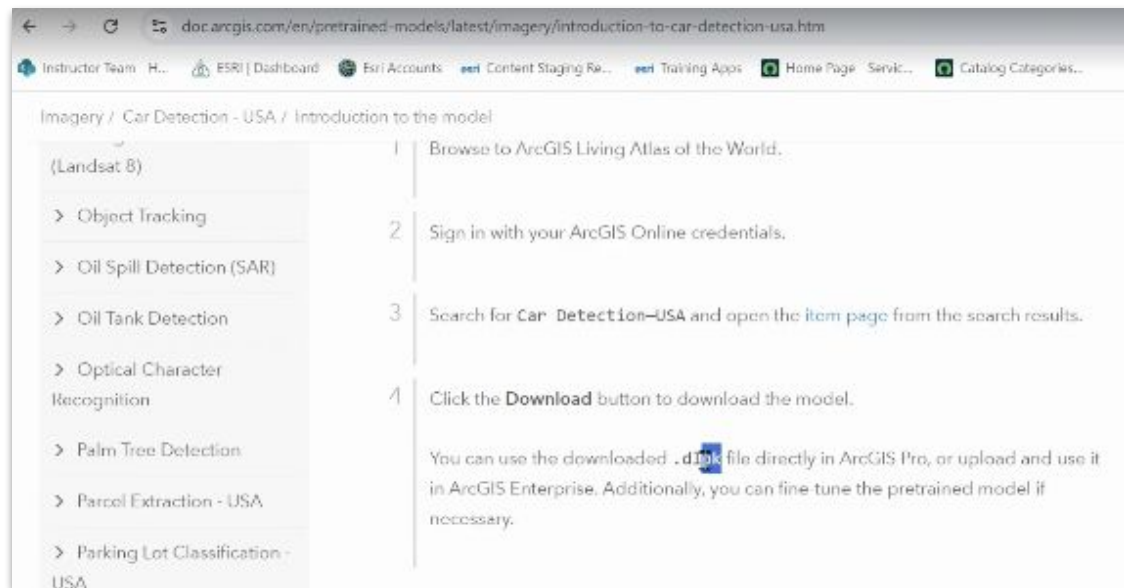 doc.arcgis.com/en/pretrained-models/latest/imagery/introduction-to-car-detection-usa.htm
Instructor Team H... ESRI | Dashboard Esri Accounts esri Content Staging Re... esri Training Apps Home Page Servic... Catalog Categories...
Imagery / Car Detection - USA / Introduction to the model
(Landsat 8)
Object Tracking
Oil Spill Detection (SAR)
Oil Tank Detection
Optical Character
Recognition
Palm Tree Detection
Parcel Extraction - USA
Parking Lot Classification -
USA
1 Browse to ArcGIS Living Atlas of the World.
2 Sign in with your ArcGIS Online credentials.
3 Search for Car Detection—USA and open the item page from the search results.
4 Click the Download button to download the model.
You can use the downloaded .dlpk file directly in ArcGIS Pro, or upload and use it
in ArcGIS Enterprise. Additionally, you can fine tune the pretrained model if
necessary.